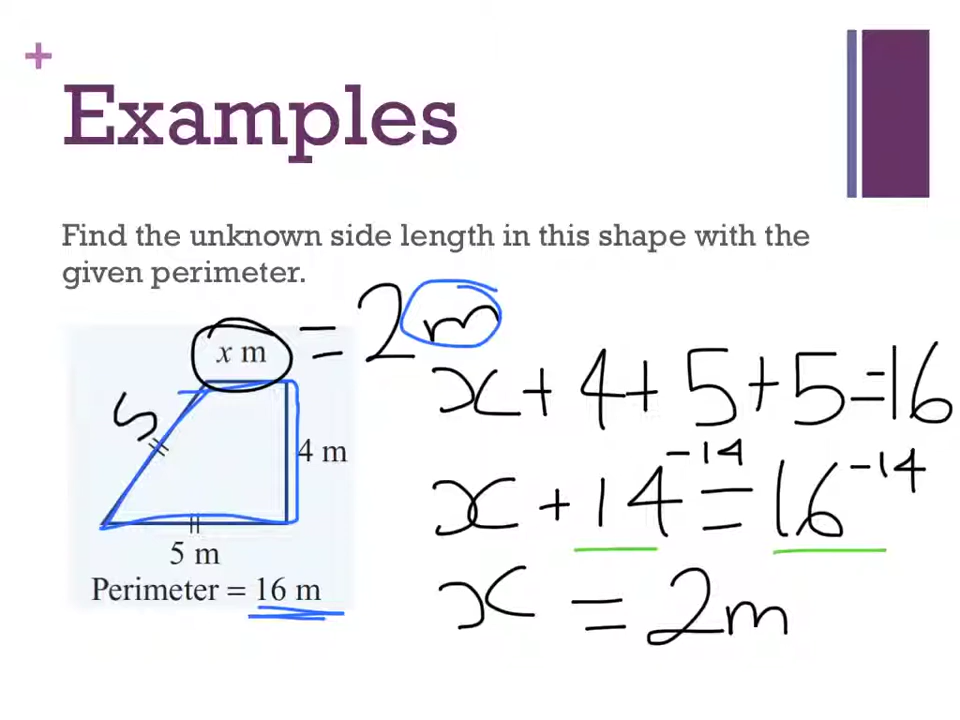 +
Examples
Find the unknown side length in this shape with the
given perimeter.
x m = 2 m
x + 4 + 5 + 5 = 16
5
4 m
x + 14 -14 = 16 -14
5 m
Perimeter = 16 m
x = 2m